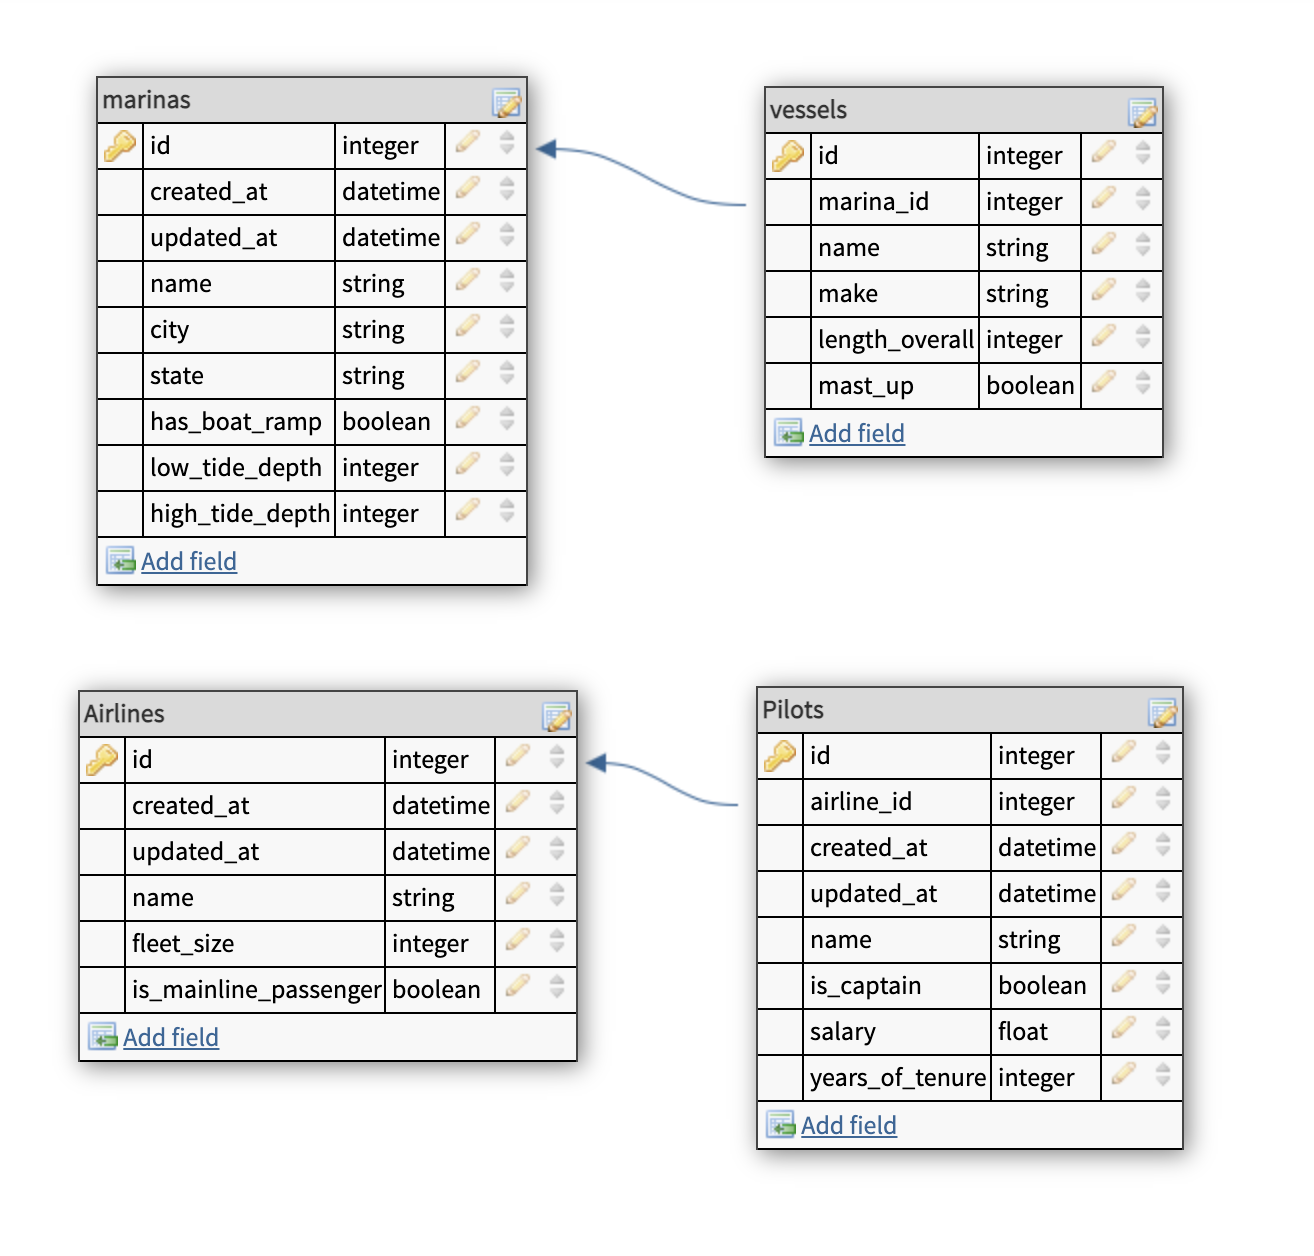 marinas
id integer
created_at datetime
updated_at datetime
name string
city string
state string
has_boat_ramp boolean
low_tide_depth integer
high_tide_depth integer
Add field
vessels
id integer
marina_id integer
name string
make string
length_overall integer
mast_up boolean
Add field
Airlines
id integer
created_at datetime
updated_at datetime
name string
fleet_size integer
is_mainline_passenger boolean
Add field
Pilots
id integer
airline_id integer
created_at datetime
updated_at datetime
name string
is_captain boolean
salary float
years_of_tenure integer
Add field